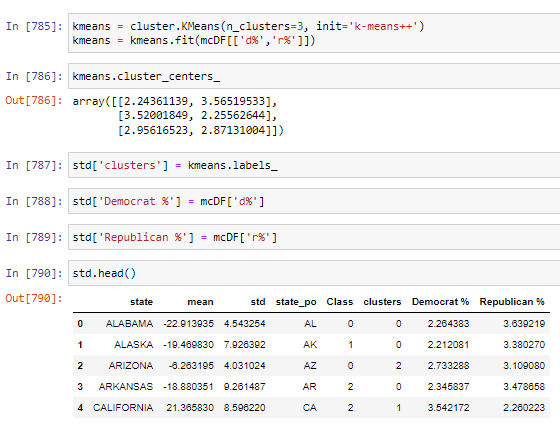 In [785]: kmeans = cluster.KMeans(n_clusters=3, init='k-means++')
kmeans = kmeans.fit(mcDF[['d%','r%']])
In [786]: kmeans.cluster_centers_
Out[786]: array([[2.24361139, 3.56519533],
[3.52001849, 2.25562644],
[2.95616523, 2.87131004]])
In [787]: std['clusters'] = kmeans.labels_
In [788]: std['Democrat %'] = mcDF['d%']
In [789]: std['Republican %'] = mcDF['r%']
In [790]: std.head()
Out[790]:
state mean std state_po Class clusters Democrat % Republican %
0 ALABAMA -22.913935 4.543254 AL 0 0 2.264383 3.639219
1 ALASKA -19.469830 7.926392 AK 1 0 2.212081 3.380270
2 ARIZONA -6.263195 4.031024 AZ 0 2 2.733288 3.109080
3 ARKANSAS -18.880351 9.261487 AR 2 0 2.345837 3.478658
4 CALIFORNIA 21.365830 8.596220 CA 2 1 3.542172 2.260223